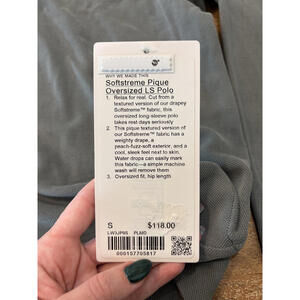 WHY WE MADE THIS
Softstreme Pique
Oversized LS Polo
1. Relax for real. Cut from a
textured version of our drapey
Softstreme™ fabric, this
oversized long-sleeve polo
takes rest days seriously
2. This pique textured version of
our Softstreme™ fabric has a
weighty drape, a
peach-fuzz-soft exterior, and a
cool, sleek feel next to skin.
Water drops can easily mark
this fabric—a simple machine
wash will remove them
3. Oversized fit, hip length
S $118.00
LW3JPNS PLMD
000157705817